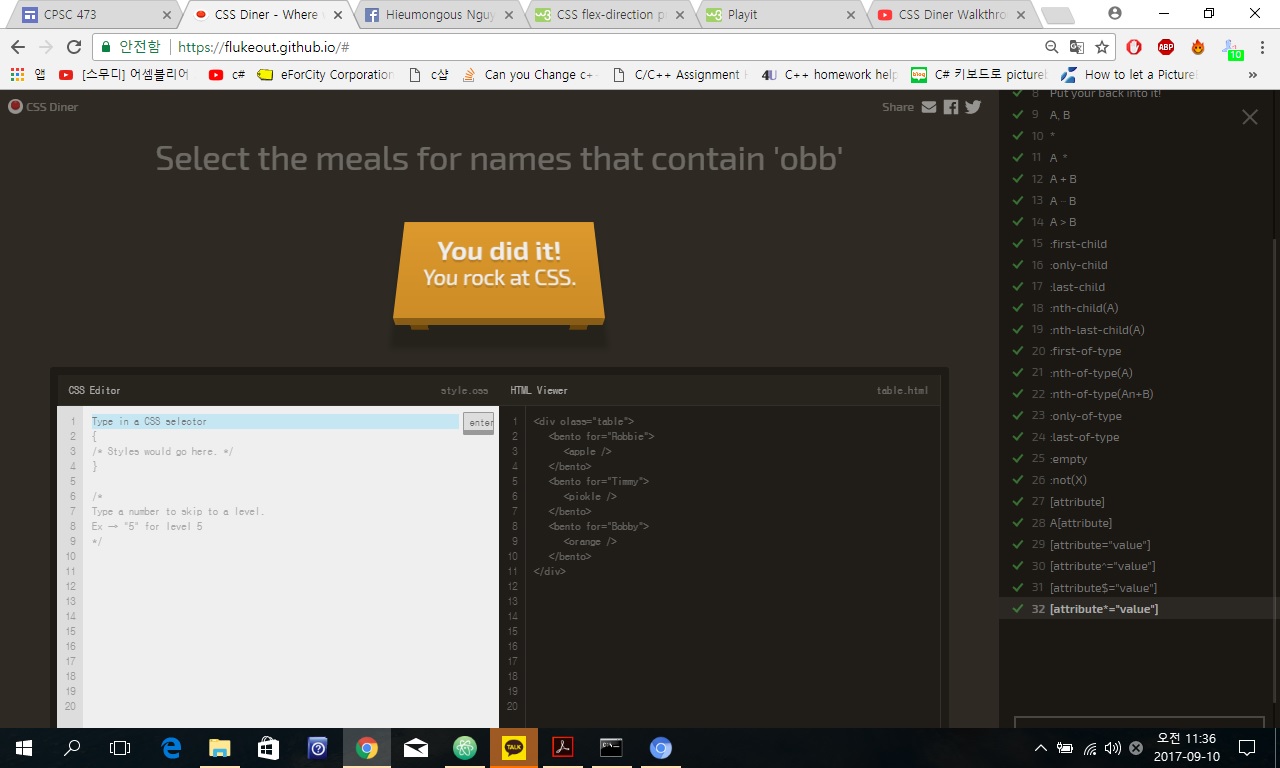 CPSC 473
CSS Diner - Where
Hieumongous Ngu
CSS flex-direction p
playit
CSS Diner Walkthro
안전함
https://flukeout.github.io/#
앱
[스무디] 어셈블리어
c#
eForCity Corporation
c샵
Can you Change c+
C/C++ Assignment
C++ homework help
C# 키보드로 picture
How to let a Picture
»
10
CSS Diner
Share
Select the meals for names that contain 'obb'
You did it!
You rock at CSS.
CSS Editor
style.css
HTML Viewer
table.html
1 Type in a CSS selector
enter
2 {
3 /* Styles would go here. */
4 }
5
6 /*
7 Type a number to skip to a level.
8 Ex → "5" for level 5
9 */
10
11
12
13
14
15
16
17
18
19
20
1 <div class="table">
2 <bento for="Robbie">
3 <apple />
4 </bento>
5 <bento for="Timmy">
6 <pickle />
7 </bento>
8 <bento for="Bobby">
9 <orange />
10 </bento>
11 </div>
12
13
14
15
16
17
18
19
20
8 Put your back into it!
9 A, B
10 *
11 A *
12 A + B
13 A ~ B
14 A > B
15 :first-child
16 :only-child
17 :last-child
18 :nth-child(A)
19 :nth-last-child(A)
20 :first-of-type
21 :nth-of-type(A)
22 :nth-of-type(An+B)
23 :only-of-type
24 :last-of-type
25 :empty
26 :not(X)
27 [attribute]
28 A[attribute]
29 [attribute="value"]
30 [attribute^="value"]
31 [attribute$="value"]
32 [attribute*="value"]
TALK
오전 11:36
2017-09-10